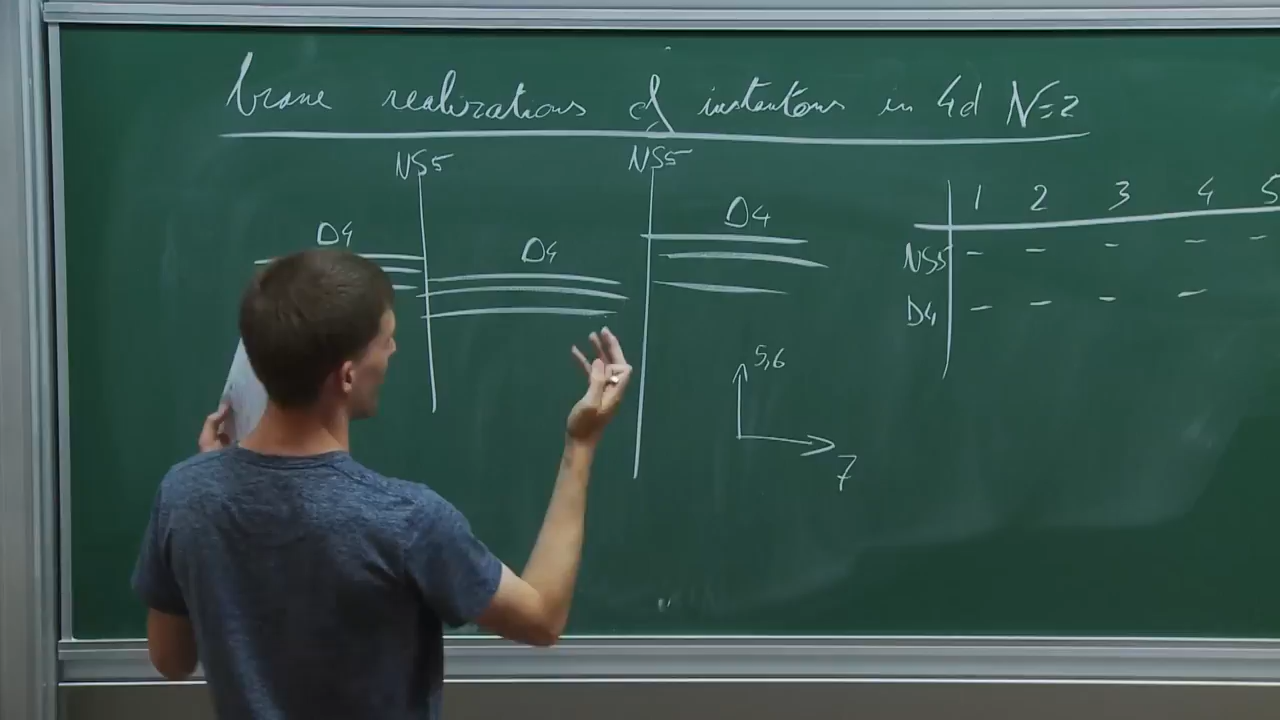 brane realizations of instantons in 4d N=2
NS5 NS5
D4 D4 D4
1 2 3 4 5
NS5 - - - - -
D4 - - - -
5,6
7